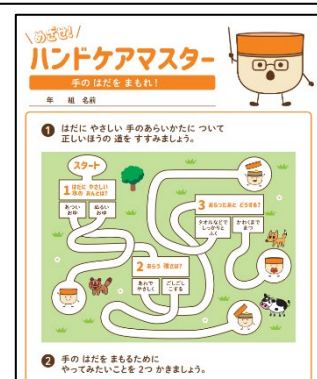 めざせ!
ハンドケアマスター
手の はだを まもれ!
年 組 名前
1 はだに やさしい 手のあらいかたに ついて
正しいほうの 道を すすみましょう。
スタート
1 はだに やさしい
水の おんどは?
あつい
おゆ
ぬるい
おゆ
3 あらったあと どうする?
タオルなどで
しっかりと
ふく
かわくまで
まつ
2 あらう 強さは?
あわで
やさしく
ごしごし
こする
2 手の はだを まもるために
やってみたいことを 2つ かきましょう。